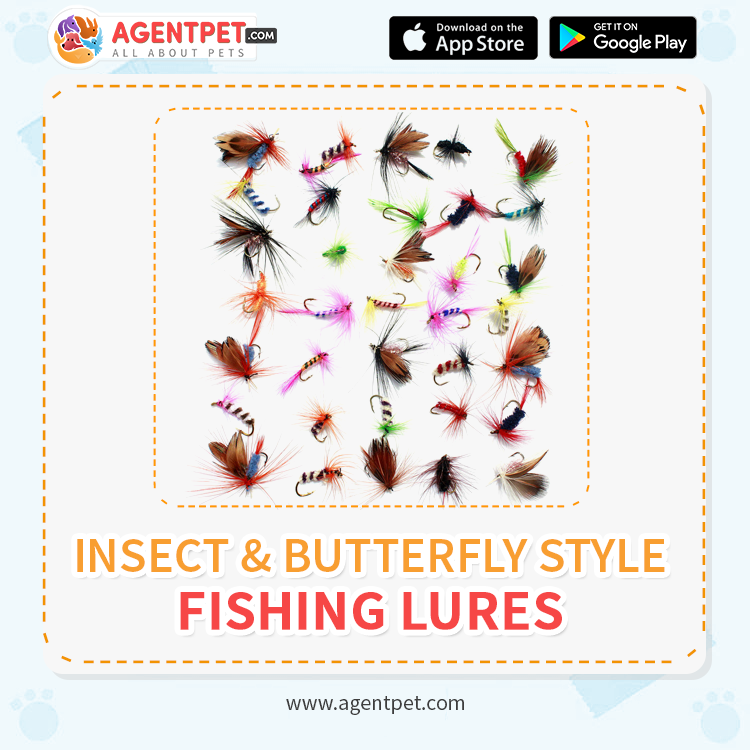 AGENTPET.COM
ALL ABOUT PETS
Download on the
App Store
GET IT ON
Google Play
INSECT & BUTTERFLY STYLE
FISHING LURES
www.agentpet.com